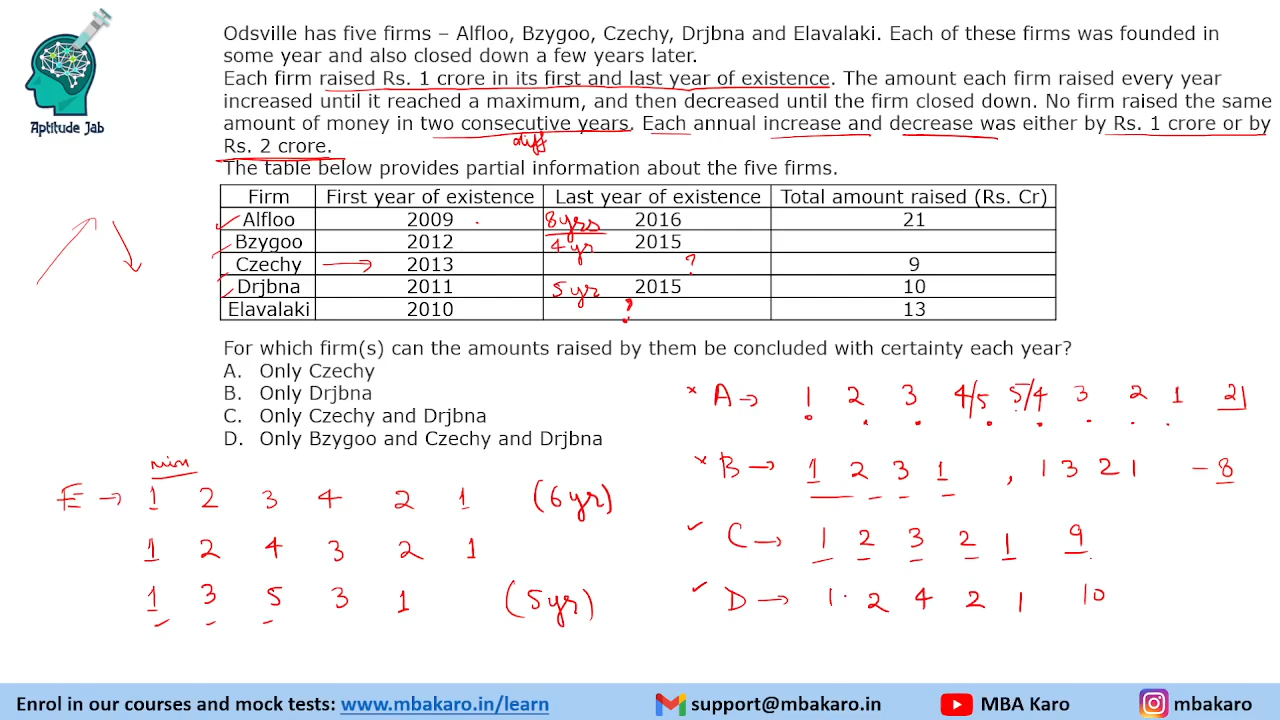 Odsville has five firms – Alfloo, Bzygoo, Czechy, Drjbna and Elavalaki. Each of these firms was founded in
some year and also closed down a few years later.
Each firm raised Rs. 1 crore in its first and last year of existence. The amount each firm raised every year
increased until it reached a maximum, and then decreased until the firm closed down. No firm raised the same
amount of money in two consecutive years. Each annual increase and decrease was either by Rs. 1 crore or by
Rs. 2 crore.
diff
The table below provides partial information about the five firms.
Aptitude Jab
Firm First year of existence Last year of existence Total amount raised (Rs. Cr)
Alfloo 2009 8yrs 2016 21
Bzygoo 2012 4yr 2015
Czechy → 2013 ? 9
Drjbna 2011 5yr 2015 10
Elavalaki 2010 ? 13
For which firm(s) can the amounts raised by them be concluded with certainty each year?
A. Only Czechy
B. Only Drjbna
C. Only Czechy and Drjbna
D. Only Bzygoo and Czechy and Drjbna
× A → 1 2 3 4/5 5/4 3 2 1 21
× B → 1 2 3 1 , 1 3 2 1 - 8
✓ C → 1 2 3 2 1 9
✓ D → 1 2 4 2 1 10
min
E → 1 2 3 4 2 1 (6yr)
1 2 4 3 2 1
1 3 5 3 1 (5yr)
Enrol in our courses and mock tests: www.mbakaro.in/learn support@mbakaro.in MBA Karo mbakaro